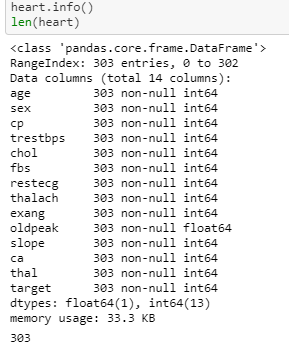 heart.info()
len(heart)
<class 'pandas.core.frame.DataFrame'>
RangeIndex: 303 entries, 0 to 302
Data columns (total 14 columns):
age         303 non-null int64
sex         303 non-null int64
cp          303 non-null int64
trestbps    303 non-null int64
chol        303 non-null int64
fbs         303 non-null int64
restecg     303 non-null int64
thalach     303 non-null int64
exang       303 non-null int64
oldpeak     303 non-null float64
slope       303 non-null int64
ca          303 non-null int64
thal        303 non-null int64
target      303 non-null int64
dtypes: float64(1), int64(13)
memory usage: 33.3 KB
303